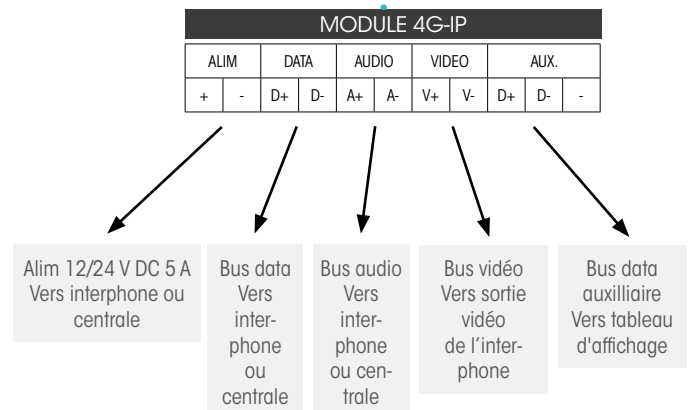 MODULE 4G-IP
ALIM DATA AUDIO VIDEO AUX.
+ - D+ D- A+ A- V+ V- D+ D- -
Alim 12/24 V DC 5 A
Vers interphone ou
centrale
Bus data
Vers
inter-
phone
ou
centrale
Bus audio
Vers
inter-
phone
ou cen-
trale
Bus vidéo
Vers sortie
vidéo
de l’inter-
phone
Bus data
auxilliaire
Vers tableau
d'affichage